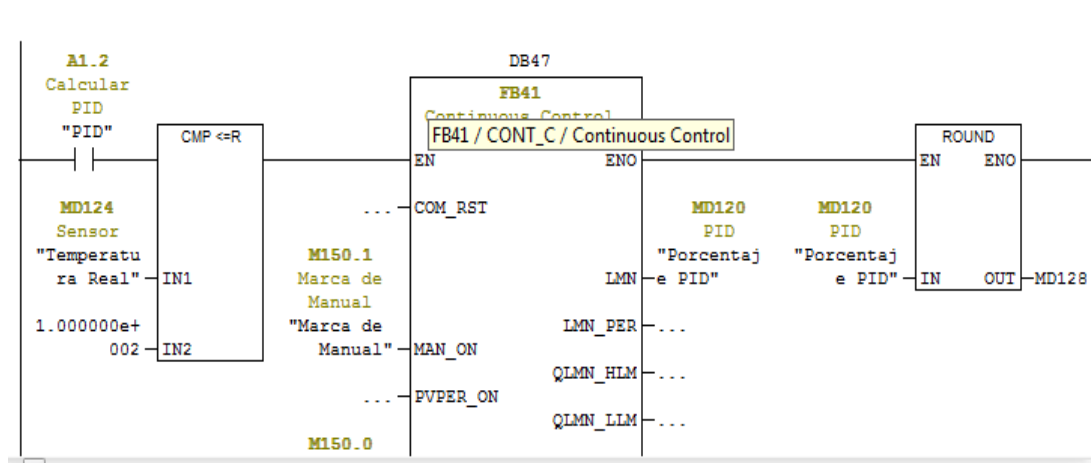 A1.2
Calcular
PID
"PID"
CMP <=R
MD124
Sensor
"Temperatu
ra Real"
IN1
1.000000e+
002
IN2
DB47
FB41
Continuous Control
FB41 / CONT_C / Continuous Control
EN
ENO
...
COM_RST
M150.1
Marca de
Manual
"Marca de
Manual"
MAN_ON
...
PVPER_ON
M150.0
MD120
PID
"Porcentaj
LMN
e PID"
LMN_PER
...
QLMN_HLM
...
QLMN_LLM
...
ROUND
EN
ENO
MD120
PID
"Porcentaj
e PID"
IN
OUT
MD128